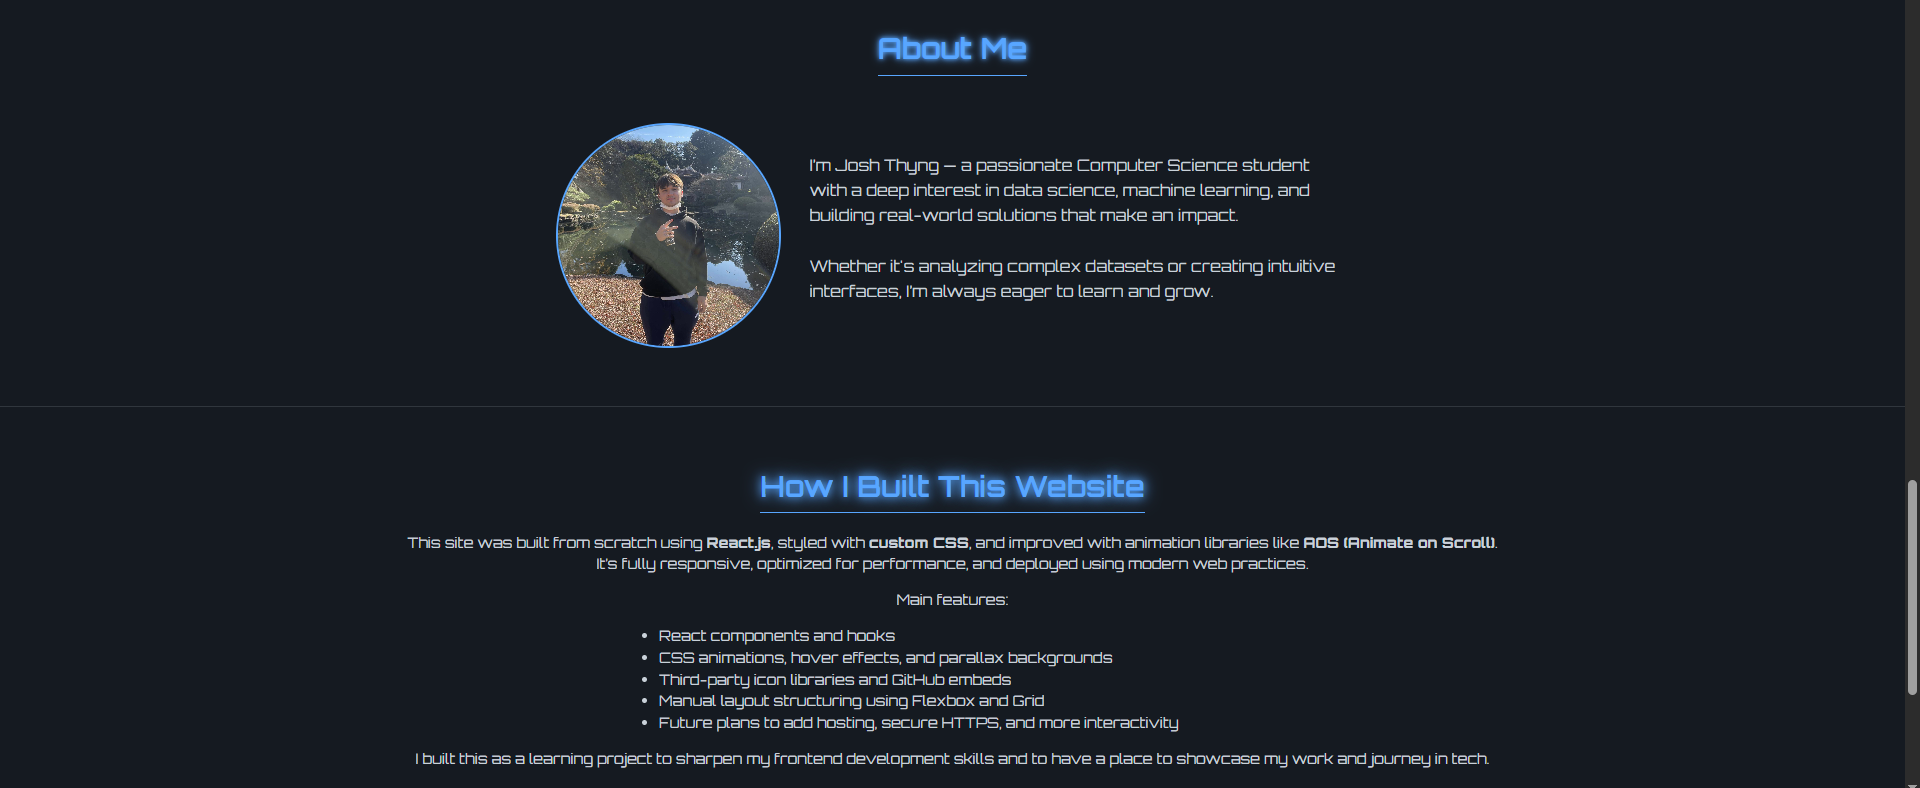 About Me
I'm Josh Thyng — a passionate Computer Science student
with a deep interest in data science, machine learning, and
building real-world solutions that make an impact.
Whether it's analyzing complex datasets or creating intuitive
interfaces, I'm always eager to learn and grow.
How I Built This Website
This site was built from scratch using React.js, styled with custom CSS, and improved with animation libraries like AOS (Animate on Scroll).
It's fully responsive, optimized for performance, and deployed using modern web practices.
Main features:
• React components and hooks
• CSS animations, hover effects, and parallax backgrounds
• Third-party icon libraries and GitHub embeds
• Manual layout structuring using Flexbox and Grid
• Future plans to add hosting, secure HTTPS, and more interactivity
I built this as a learning project to sharpen my frontend development skills and to have a place to showcase my work and journey in tech.